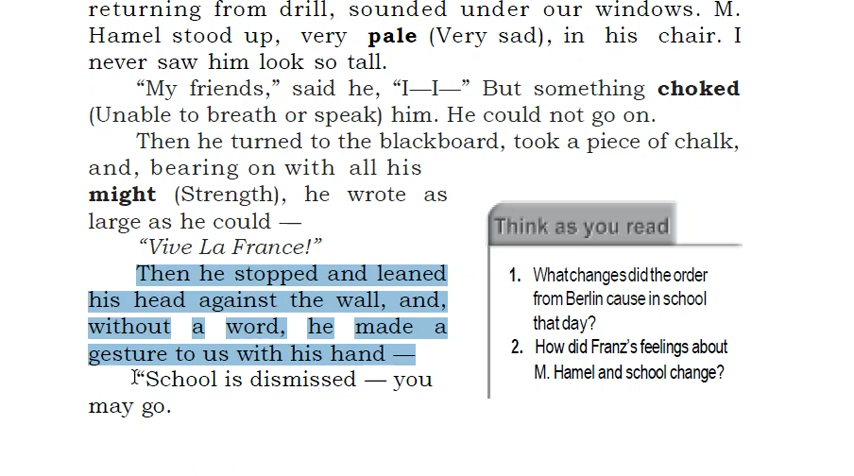 returning from drill, sounded under our windows. M.
Hamel stood up, very pale (Very sad), in his chair. I
never saw him look so tall.
“My friends,” said he, “I—I—” But something choked
(Unable to breath or speak) him. He could not go on.
Then he turned to the blackboard, took a piece of chalk,
and, bearing on with all his
might (Strength), he wrote as
large as he could —
“Vive La France!”
Then he stopped and leaned
his head against the wall, and,
without a word, he made a
gesture to us with his hand —
“School is dismissed — you
may go.
Think as you read
1. What changes did the order
from Berlin cause in school
that day?
2. How did Franz’s feelings about
M. Hamel and school change?